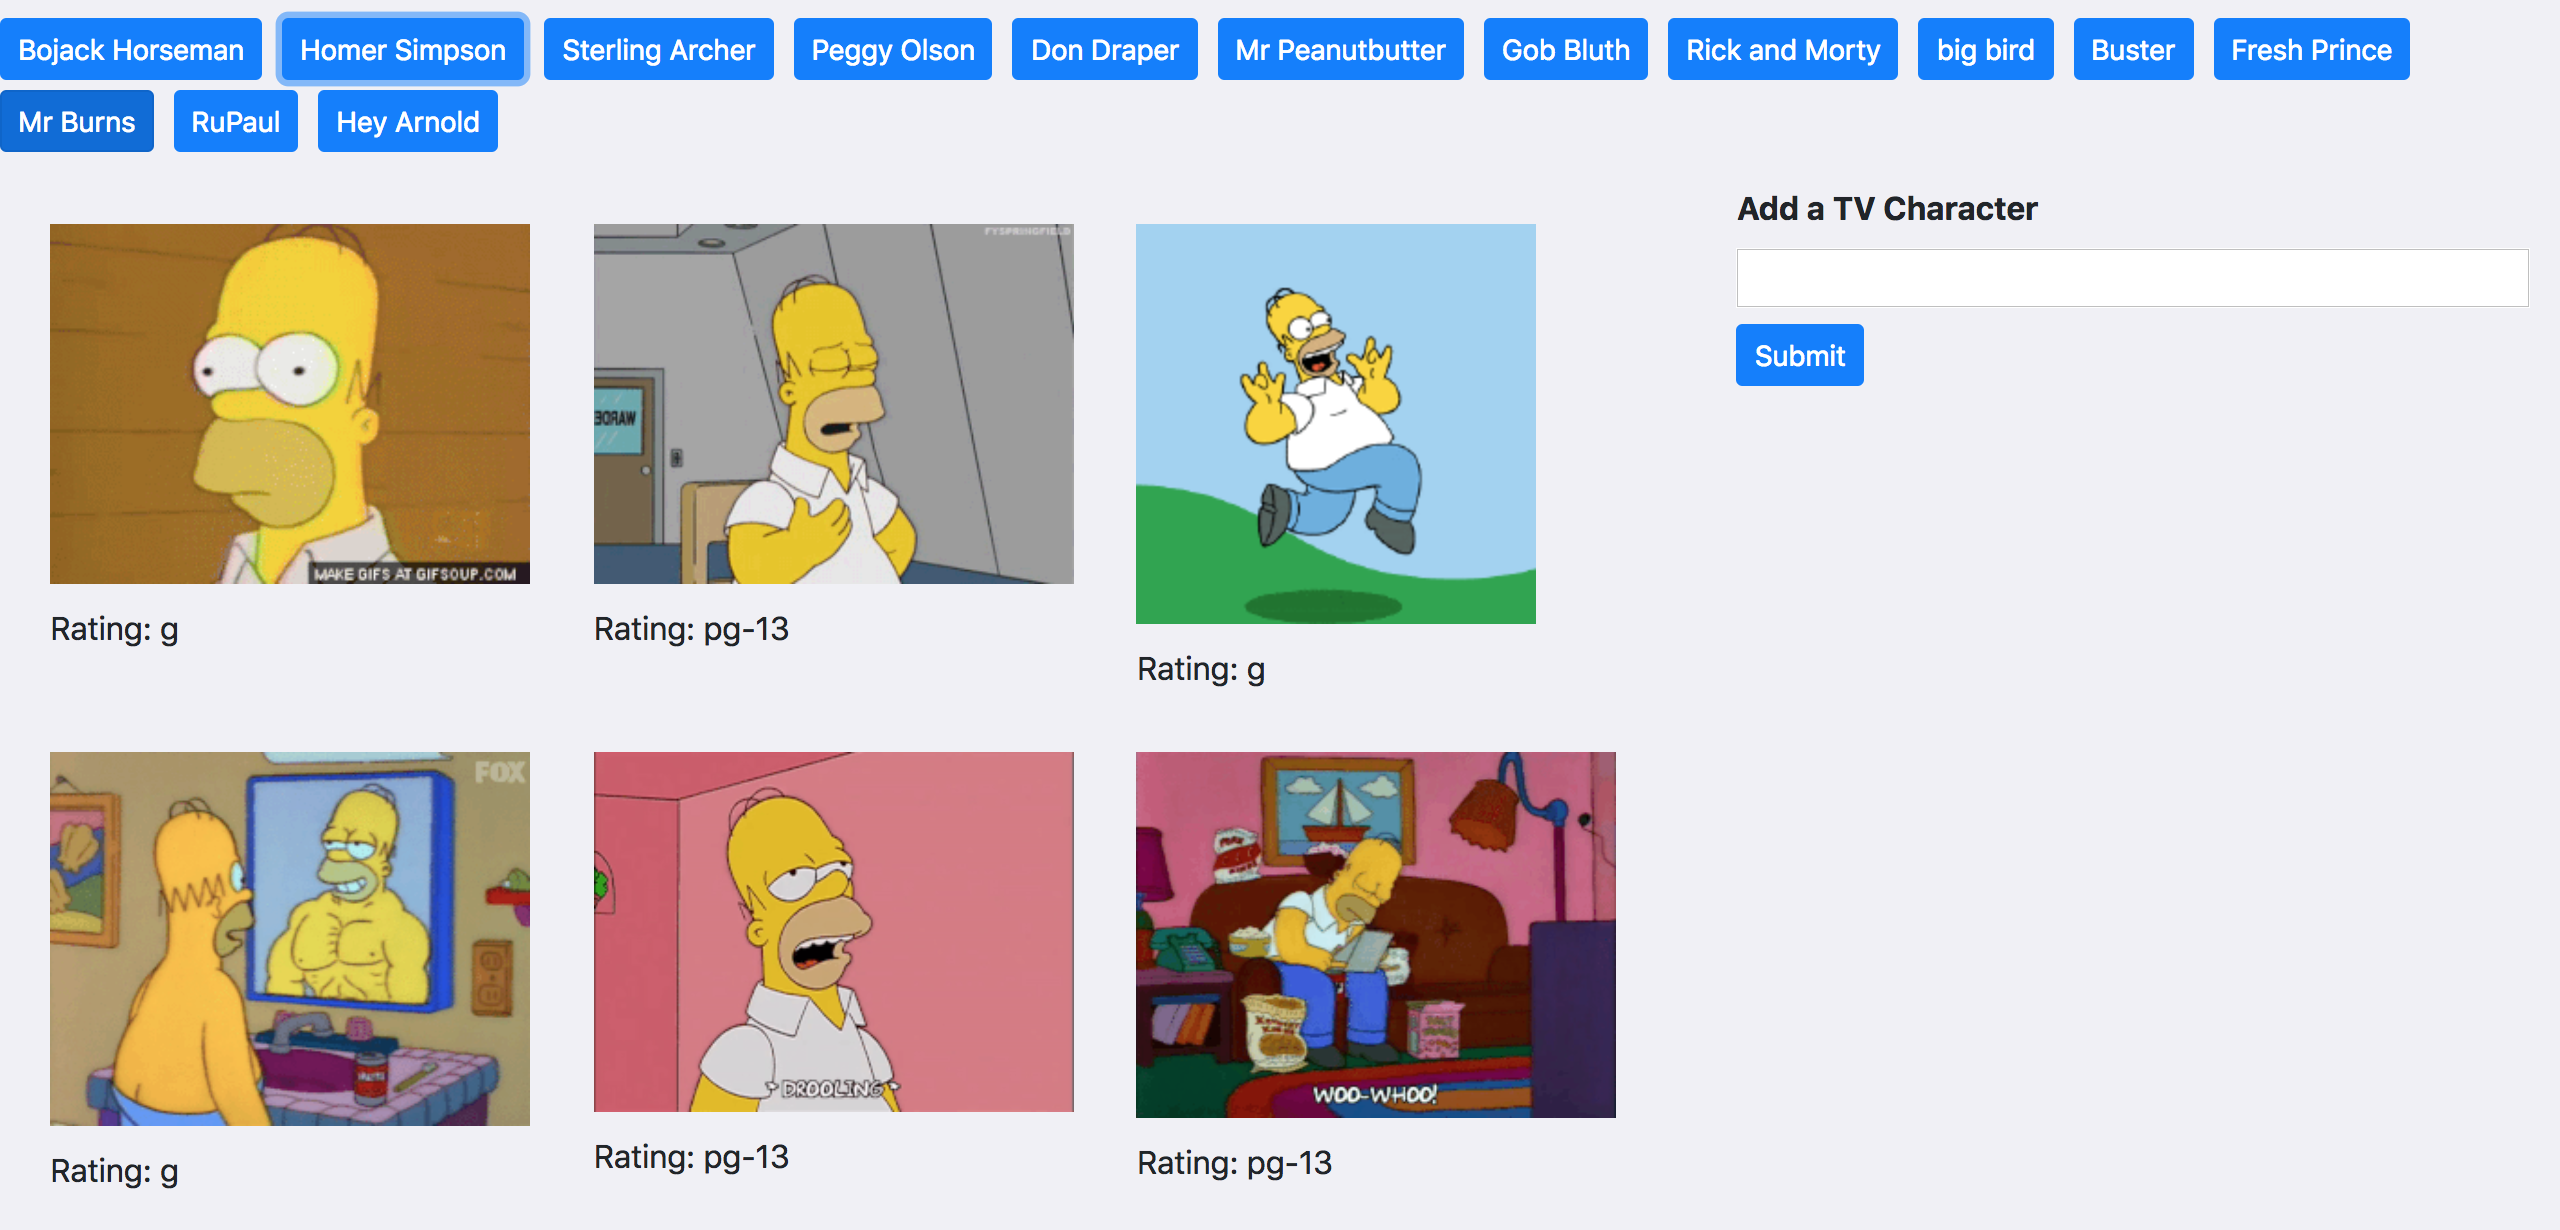 Bojack Horseman Homer Simpson Sterling Archer Peggy Olson Don Draper Mr Peanutbutter Gob Bluth Rick and Morty big bird Buster Fresh Prince
Mr Burns RuPaul Hey Arnold
Add a TV Character
Submit
FYSPRINGFIELD
MAKE GIFS AT GIFSOUP.COM
Rating: g
Rating: pg-13
Rating: g
FOX
*DROOLING*
WOO-WHOO!
Rating: g
Rating: pg-13
Rating: pg-13